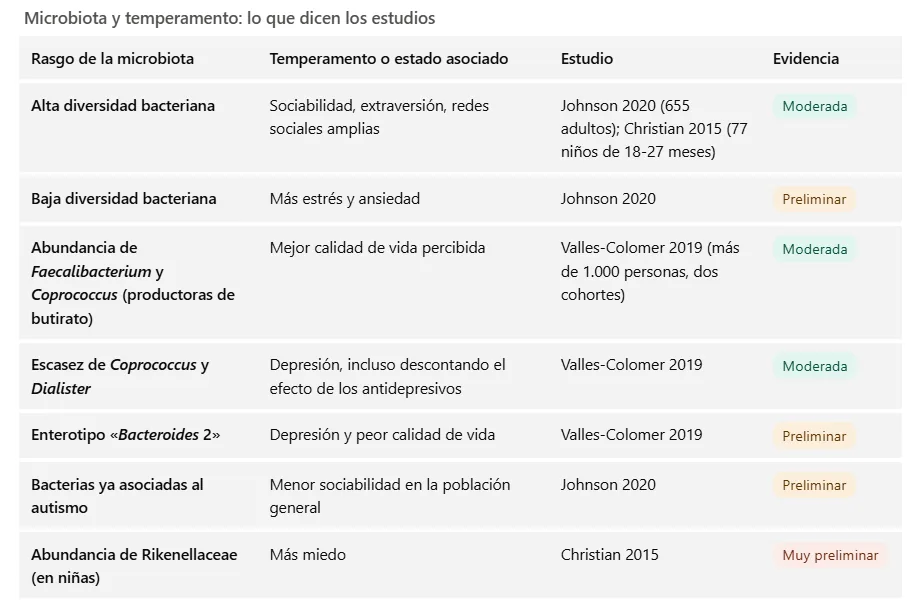 Microbiota y temperamento: lo que dicen los estudios
Rasgo de la microbiota
Temperamento o estado asociado
Estudio
Evidencia
Alta diversidad bacteriana
Sociabilidad, extraversión, redes
sociales amplias
Johnson 2020 (655
adultos); Christian 2015 (77
niños de 18-27 meses)
Moderada
Baja diversidad bacteriana
Más estrés y ansiedad
Johnson 2020
Preliminar
Abundancia de
Faecalibacterium y
Coprococcus (productoras de
butirato)
Mejor calidad de vida percibida
Valles-Colomer 2019 (más
de 1.000 personas, dos
cohortes)
Moderada
Escasez de Coprococcus y
Dialister
Depresión, incluso descontando el
efecto de los antidepresivos
Valles-Colomer 2019
Moderada
Enterotipo «Bacteroides 2»
Depresión y peor calidad de vida
Valles-Colomer 2019
Preliminar
Bacterias ya asociadas al
autismo
Menor sociabilidad en la población
general
Johnson 2020
Preliminar
Abundancia de Rikenellaceae
(en niñas)
Más miedo
Christian 2015
Muy preliminar